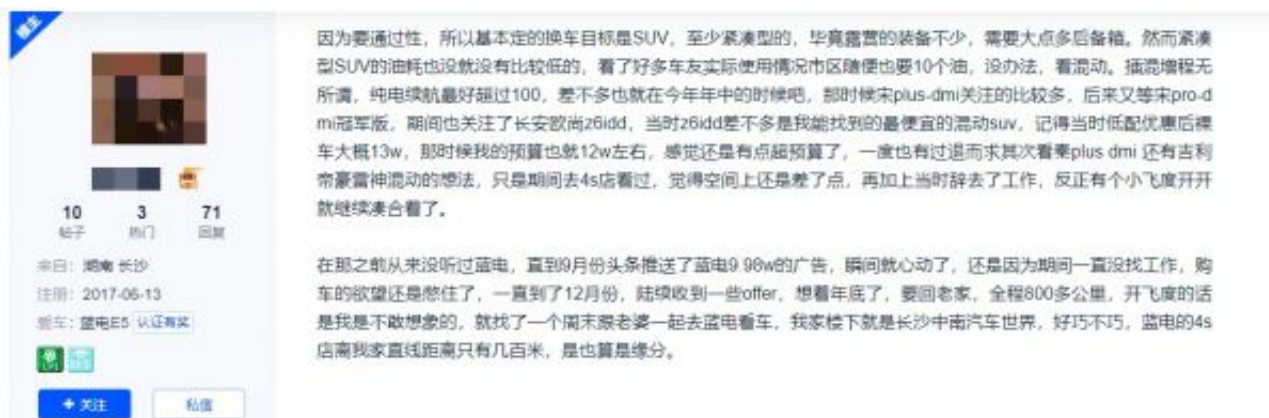 楼主
10 3 71
帖子 热门 回复
来自：湖南 长沙
注册：2017-06-13
爱车：蓝电E5 认证有奖
+关注 私信
因为要通过性，所以基本定的换车目标是SUV，至少紧凑型的，毕竟露营的装备不少，需要大点多后备箱。然而紧凑
型SUV的油耗也没就没有比较低的，看了好多车友实际使用情况市区随便也要10个油，没办法，看混动。插混增程无
所谓，纯电续航最好超过100，差不多也就在今年年中的时候吧，那时候宋plus-dmi关注的比较多，后来又等宋pro-d
mi冠军版，期间也关注了长安欧尚z6idd，当时z6idd差不多是我能找到的最便宜的混动suv，记得当时低配优惠后裸
车大概13w，那时候我的预算也就12w左右，感觉还是有点超预算了，一度也有过退而求其次看秦plus dmi 还有吉利
帝豪雷神混动的想法，只是期间去4s店看过，觉得空间上还是差了点，再加上当时辞去了工作，反正有个小飞度开开
就继续凑合着了。
在那之前从来没听过蓝电，直到9月份头条推送了蓝电9 98w的广告，瞬间就心动了，还是因为期间一直没找工作，购
车的欲望还是憋住了，一直到了12月份，陆续收到一些offer，想着年底了，要回老家，全程800多公里，开飞度的话
是我是不敢想象的，就找了一个周末跟老婆一起去蓝电看车，我家楼下就是长沙中南汽车世界，好巧不巧，蓝电的4s
店离我家直线距离只有几百米，是也算是缘分。